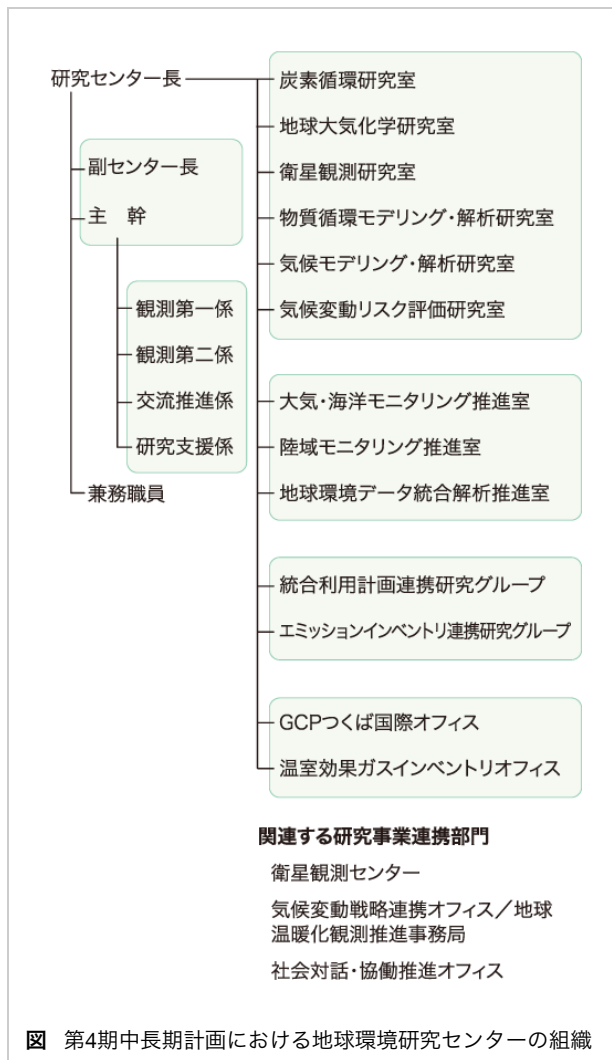 研究センター長
副センター長
主　幹
観測第一係
観測第二係
交流推進係
研究支援係
兼務職員
炭素循環研究室
地球大気化学研究室
衛星観測研究室
物質循環モデリング・解析研究室
気候モデリング・解析研究室
気候変動リスク評価研究室
大気・海洋モニタリング推進室
陸域モニタリング推進室
地球環境データ統合解析推進室
統合利用計画連携研究グループ
エミッションインベントリ連携研究グループ
GCPつくば国際オフィス
温室効果ガスインベントリオフィス
関連する研究事業連携部門
衛星観測センター
気候変動戦略連携オフィス／地球
温暖化観測推進事務局
社会対話・協働推進オフィス
図 第4期中長期計画における地球環境研究センターの組織